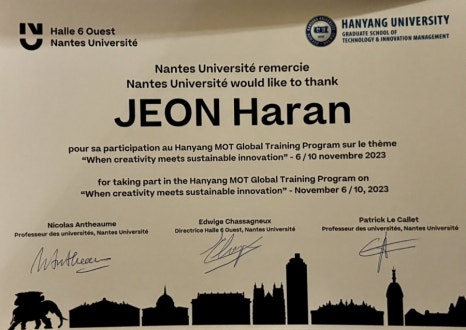 Halle 6 Ouest
Nantes Université
HANYANG UNIVERSITY
GRADUATE SCHOOL OF
TECHNOLOGY & INNOVATION MANAGEMENT
Nantes Université remercie
Nantes Université would like to thank
JEON Haran
pour sa participation au Hanyang MOT Global Training Program sur le thème
“When creativity meets sustainable innovation” - 6 / 10 novembre 2023
for taking part in the Hanyang MOT Global Training Program on
“When creativity meets sustainable innovation” - November 6 / 10, 2023
Nicolas Antheaume
Professeur des universités, Nantes Université
Edwige Chassagneux
Directrice Halle 6 Ouest, Nantes Université
Patrick Le Callet
Professeur des universités, Nantes Université